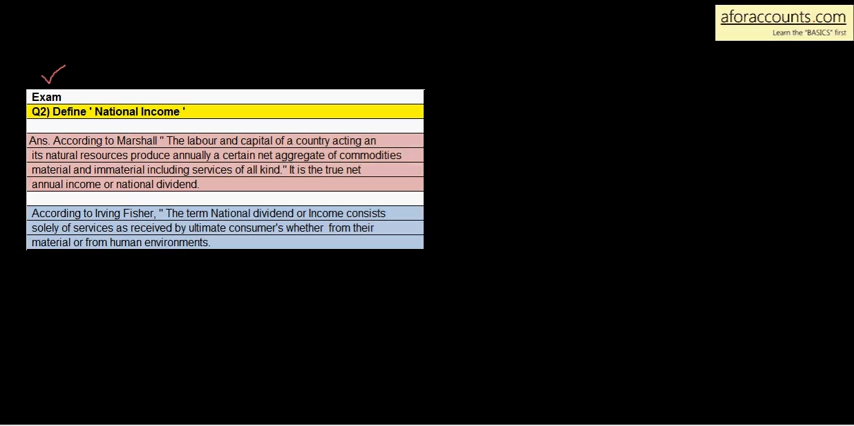 aforaccounts.com
Learn the "BASICS" first
Exam
Q2) Define ' National Income '
Ans. According to Marshall " The labour and capital of a country acting an
its natural resources produce annually a certain net aggregate of commodities
material and immaterial including services of all kind." It is the true net
annual income or national dividend.
According to Irving Fisher, " The term National dividend or Income consists
solely of services as received by ultimate consumer's whether from their
material or from human environments.